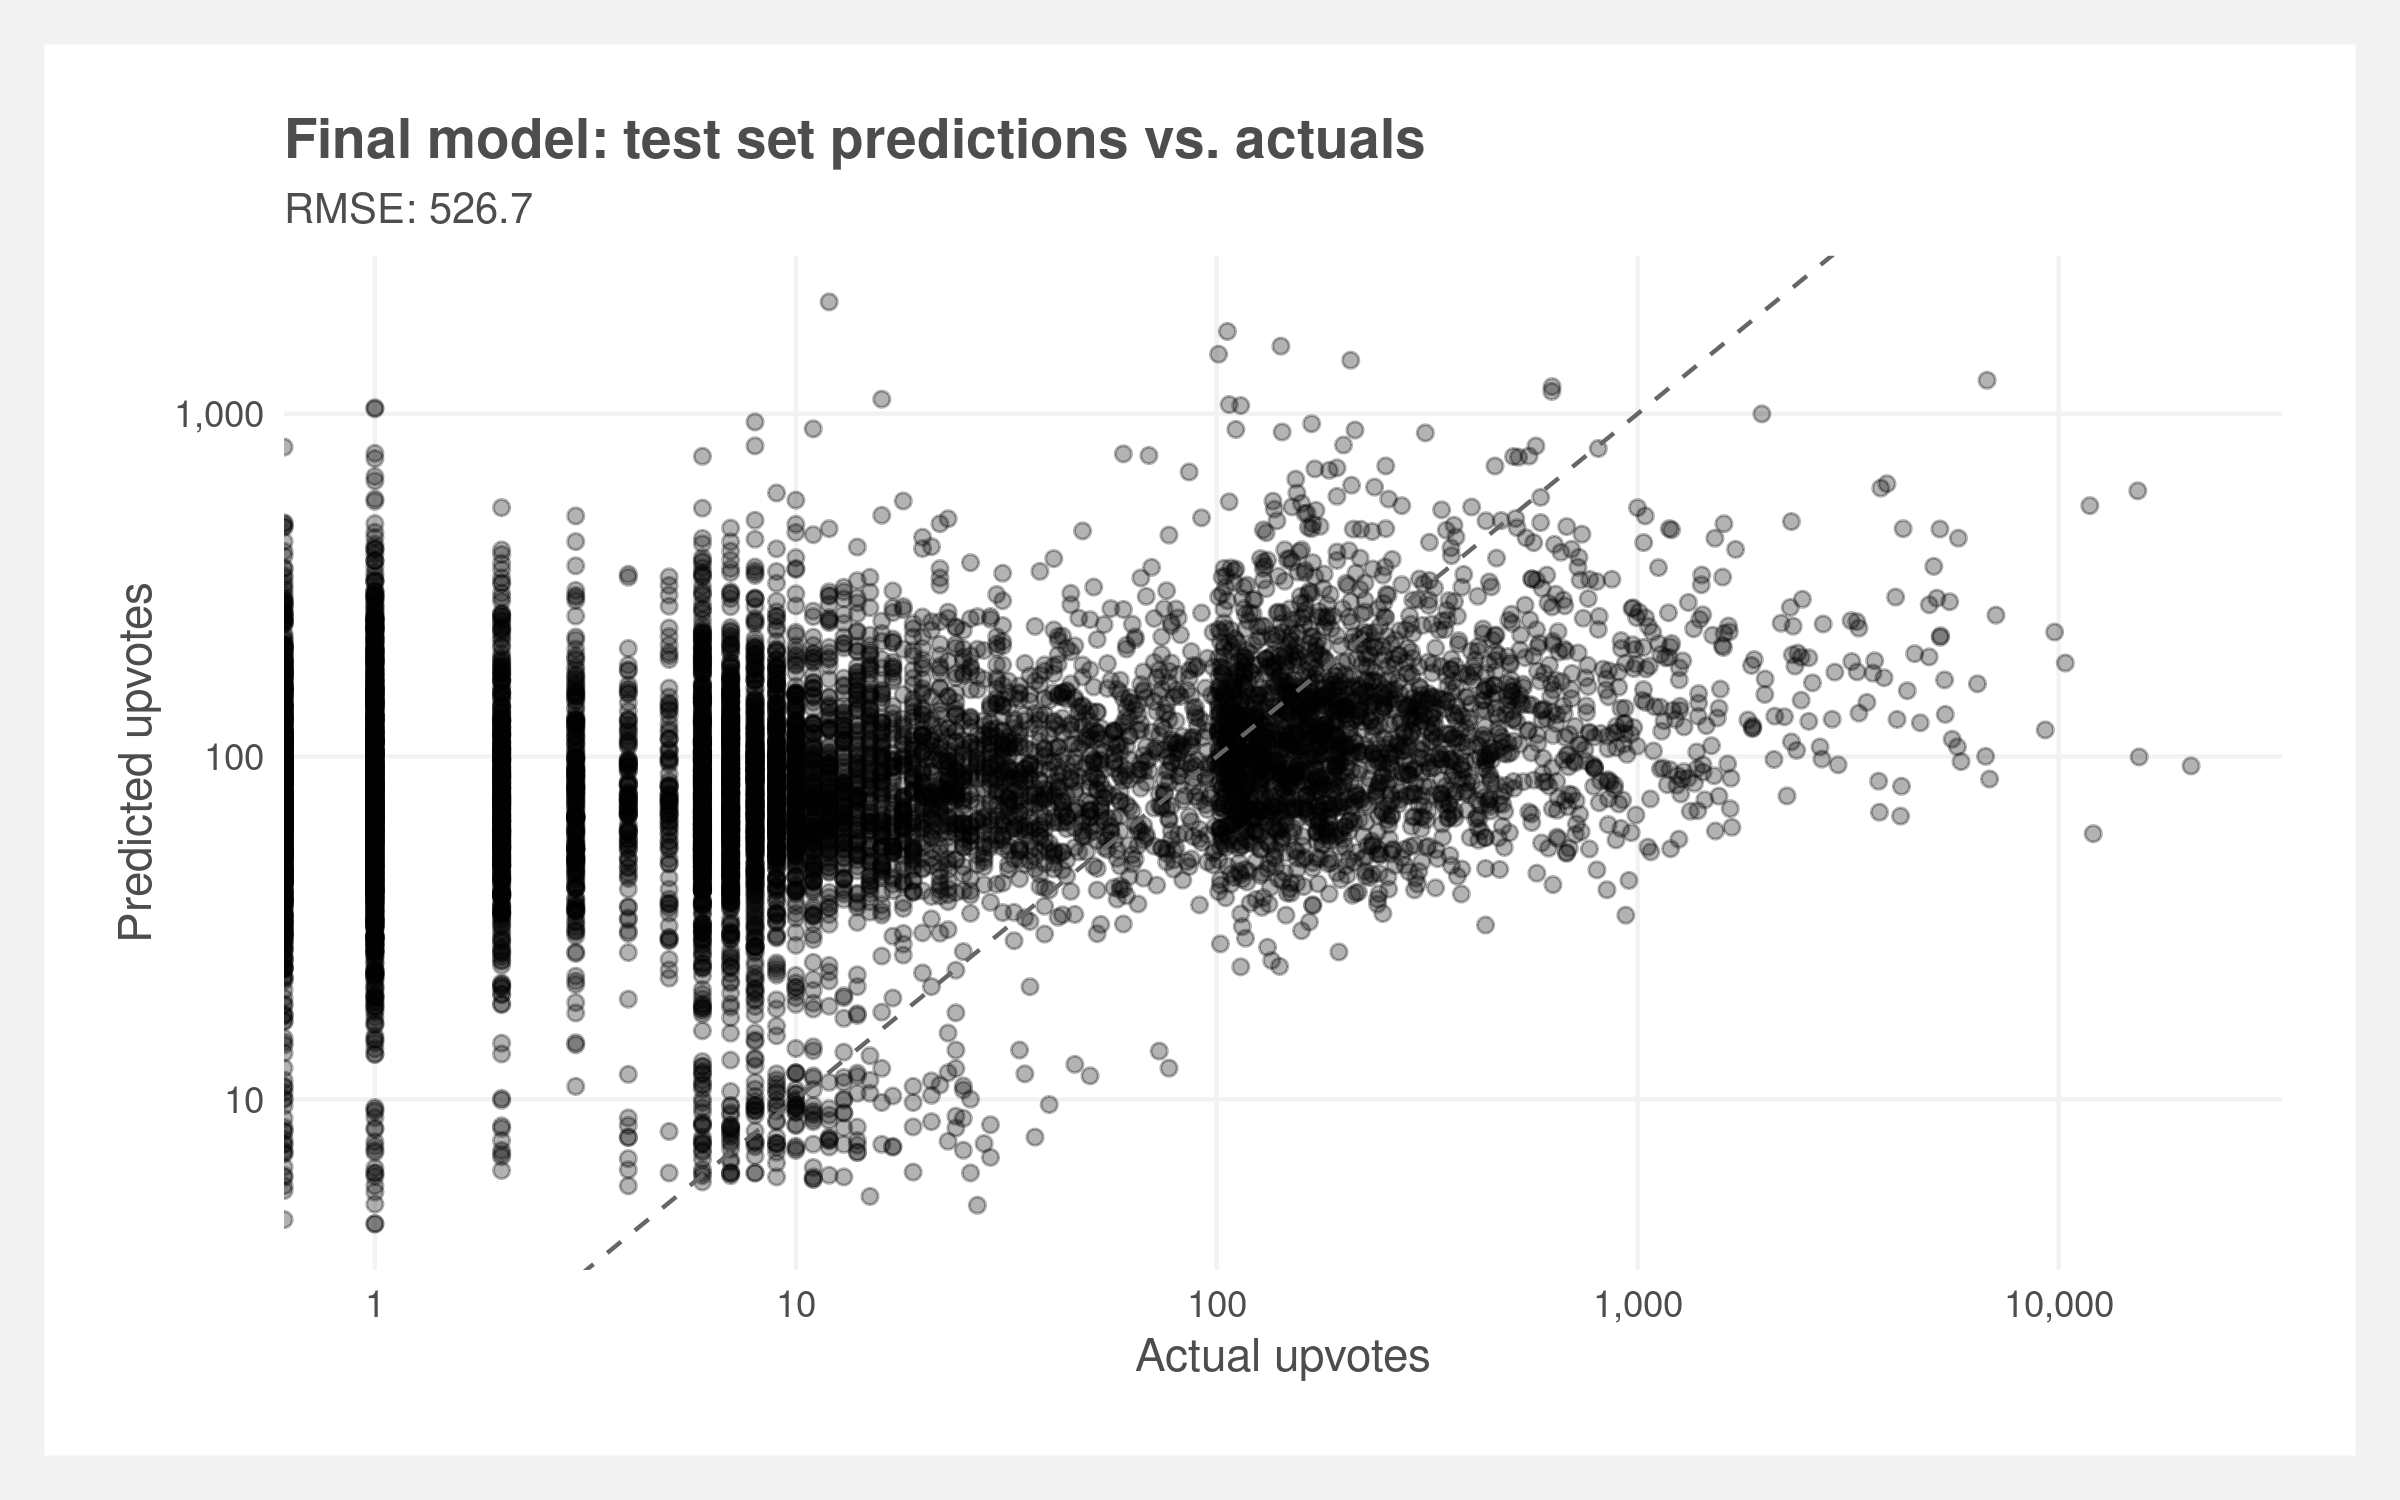 Final model: test set predictions vs. actuals
RMSE: 526.7
1,000
100
10
Predicted upvotes
1
10
100
1,000
10,000
Actual upvotes